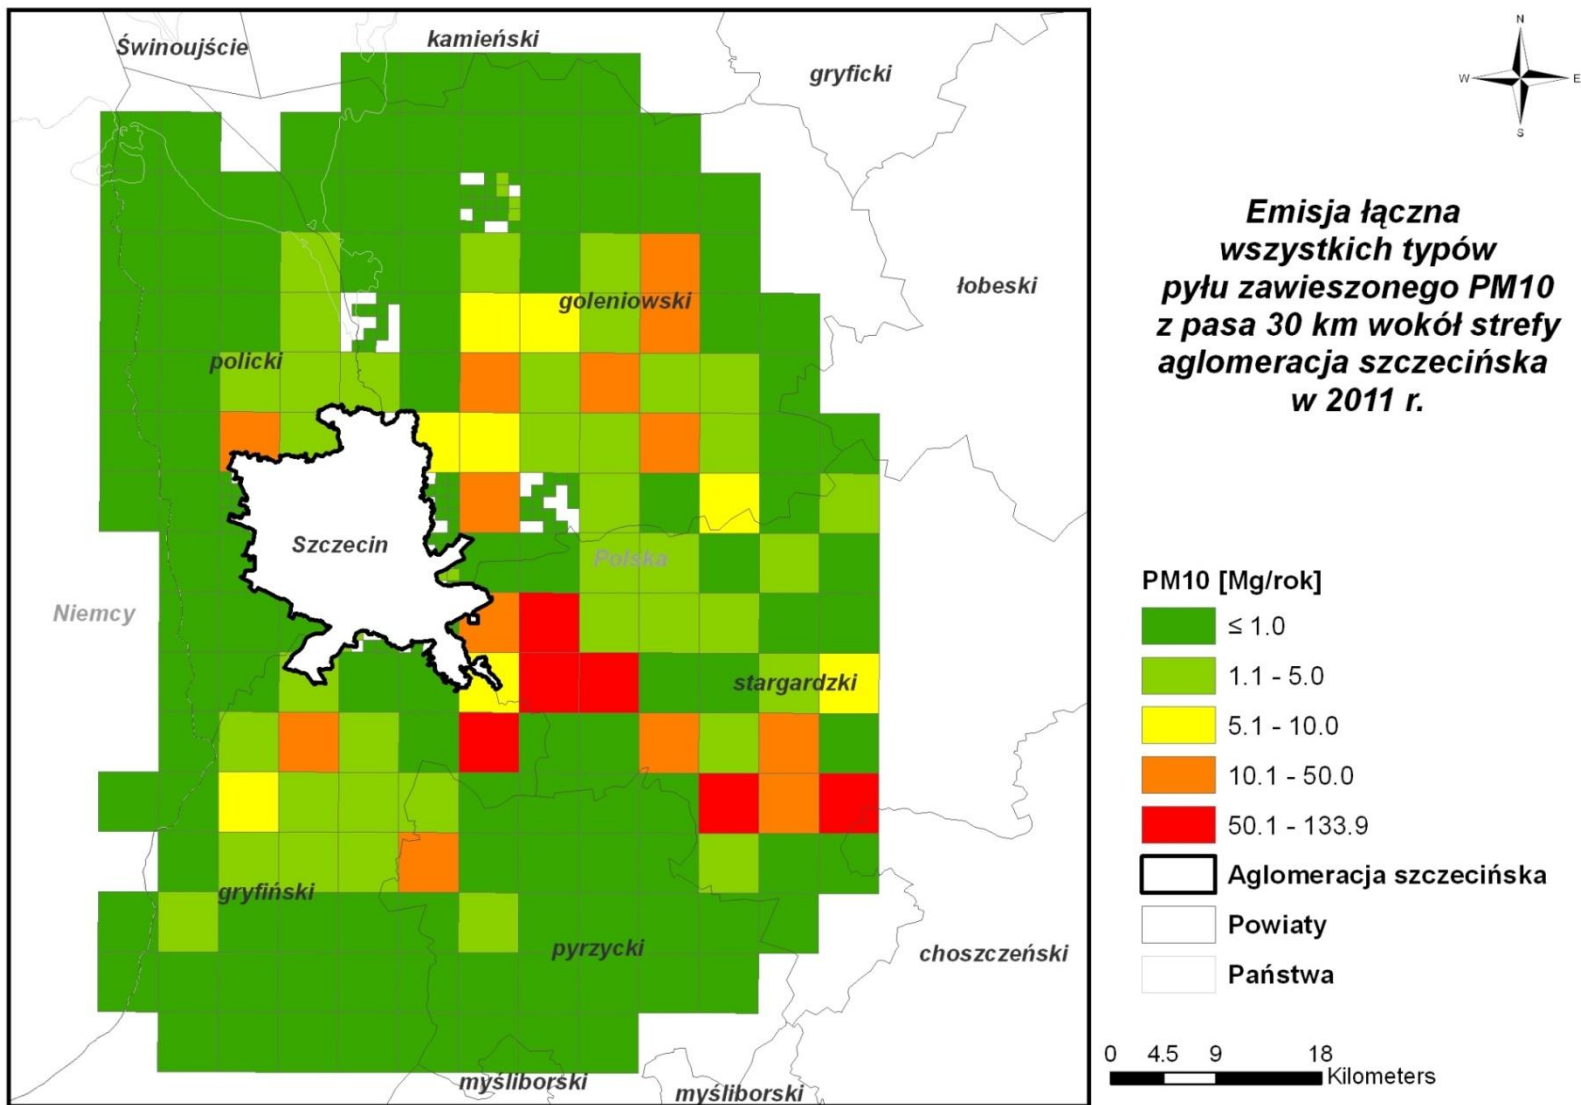 Świnoujście
kamieński
gryficki
goleniowski
łobeski
policki
Szczecin
Polska
Niemcy
stargardzki
gryfiński
pyrzycki
choszczeński
myśliborski
myśliborski
N
W
E
S
Emisja łączna
wszystkich typów
pyłu zawieszonego PM10
z pasa 30 km wokół strefy
aglomeracja szczecińska
w 2011 r.
PM10 [Mg/rok]
≤ 1.0
1.1 - 5.0
5.1 - 10.0
10.1 - 50.0
50.1 - 133.9
Aglomeracja szczecińska
Powiaty
Państwa
0 4.5 9 18
Kilometers